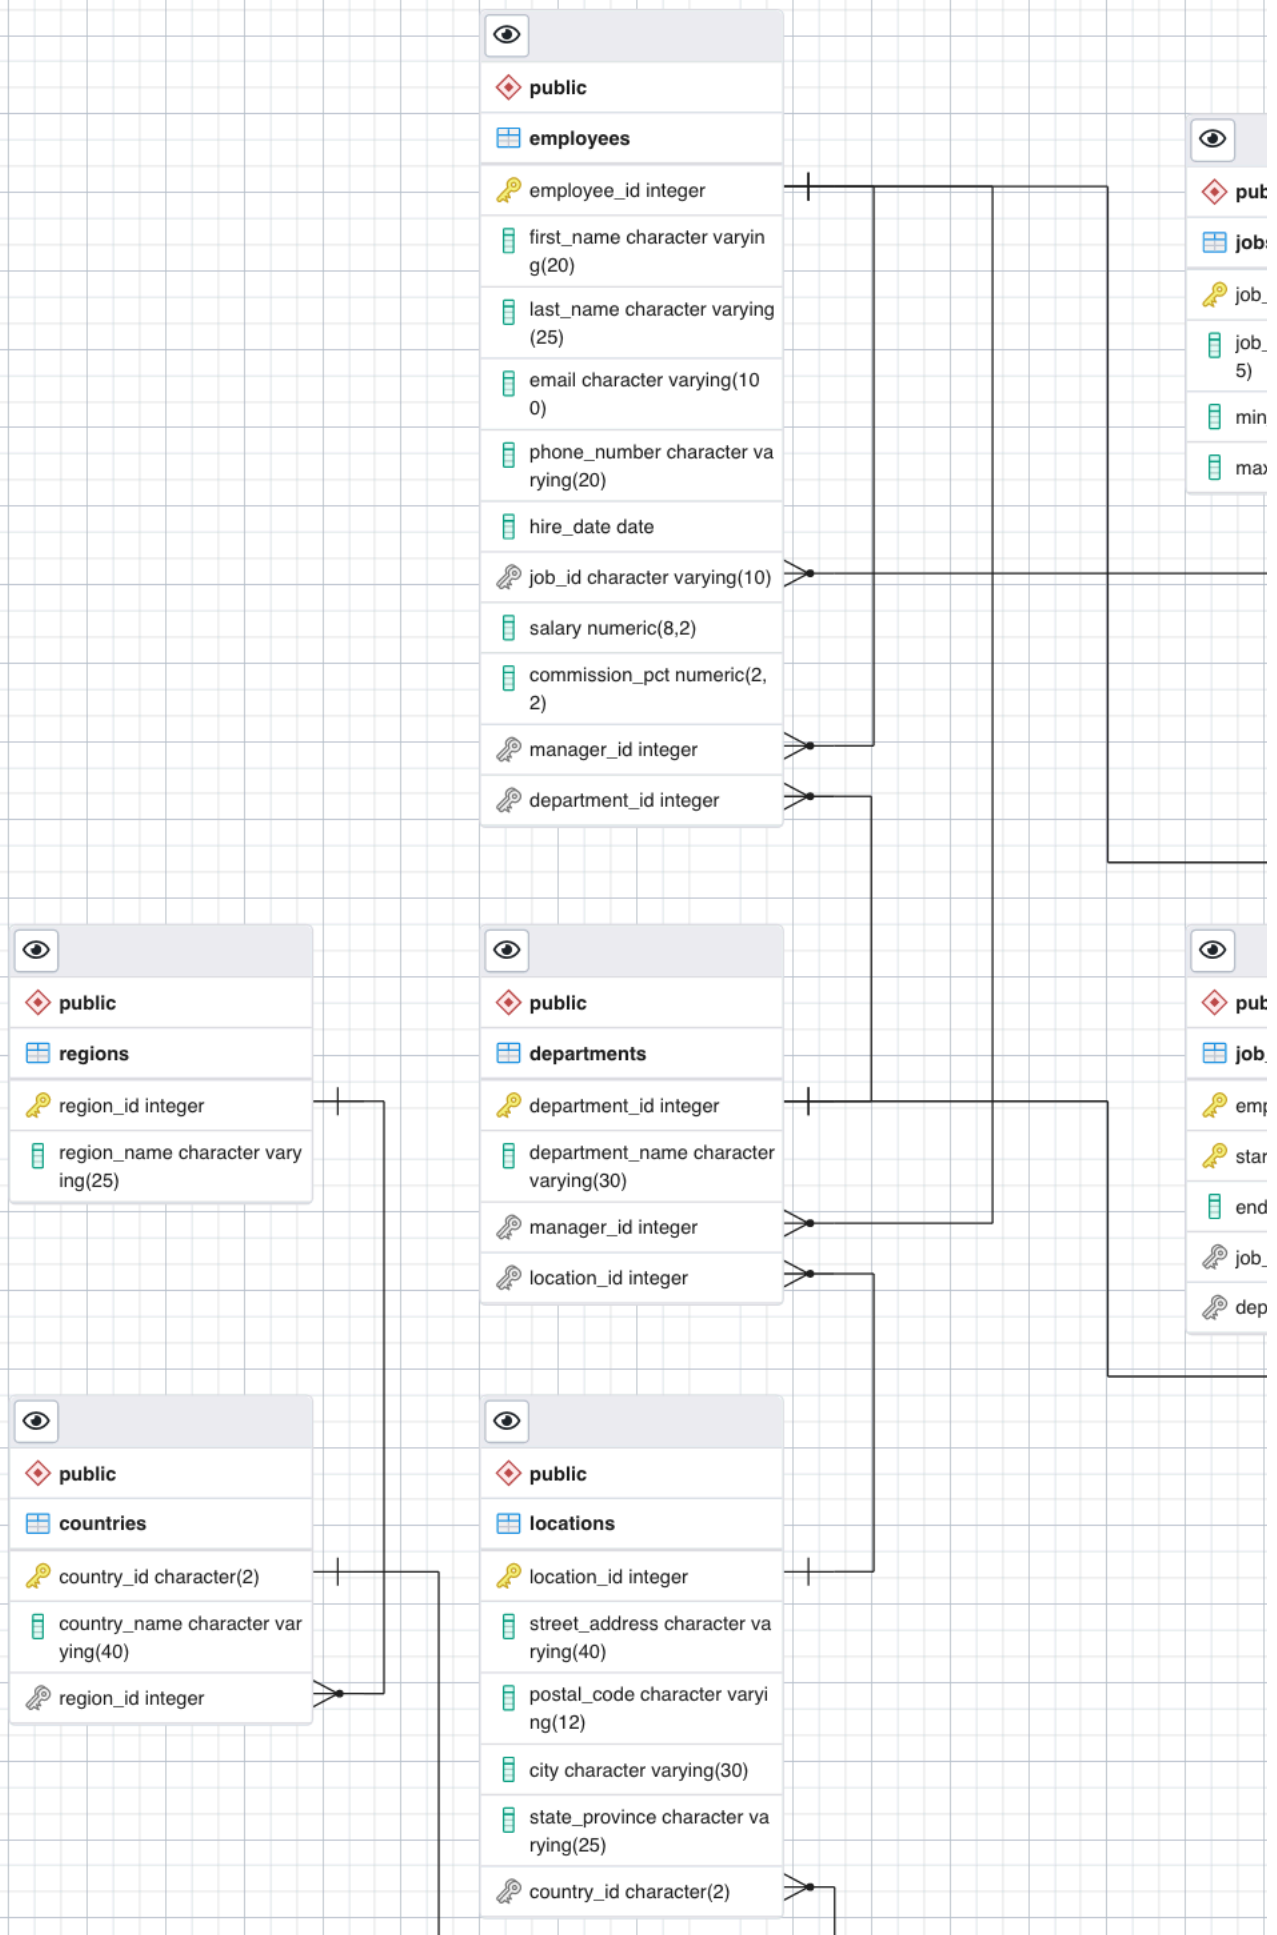 public
employees
employee_id integer
first_name character varyin
g(20)
last_name character varying
(25)
email character varying(10
0)
phone_number character va
rying(20)
hire_date date
job_id character varying(10)
salary numeric(8,2)
commission_pct numeric(2,
2)
manager_id integer
department_id integer
pub
jobs
job_
job_
5)
min
max
public
regions
region_id integer
region_name character vary
ing(25)
public
departments
department_id integer
department_name character
varying(30)
manager_id integer
location_id integer
pub
job_
emp
star
end
job_
dep
public
countries
country_id character(2)
country_name character var
ying(40)
region_id integer
public
locations
location_id integer
street_address character va
rying(40)
postal_code character varyi
ng(12)
city character varying(30)
state_province character va
rying(25)
country_id character(2)